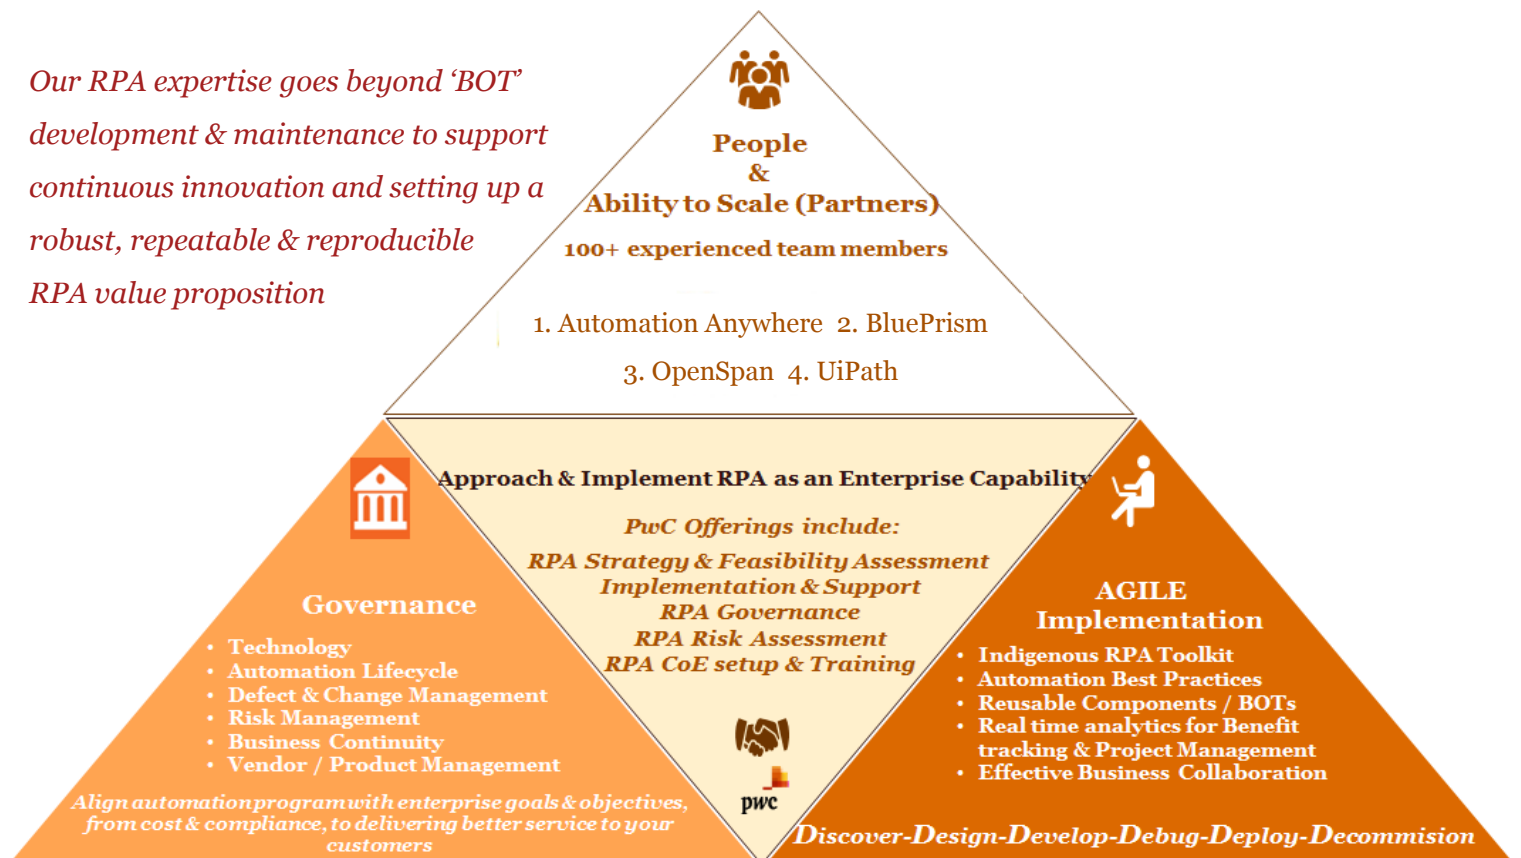 Our RPA expertise goes beyond ‘BOT’
development & maintenance to support
continuous innovation and setting up a
robust, repeatable & reproducible
RPA value proposition
People
&
Ability to Scale (Partners)
100+ experienced team members
1. Automation Anywhere 2. BluePrism
3. OpenSpan 4. UiPath
Approach & Implement RPA as an Enterprise Capability
PwC Offerings include:
RPA Strategy & Feasibility Assessment
Implementation & Support
RPA Governance
RPA Risk Assessment
RPA CoE setup & Training
pwc
Governance
• Technology
• Automation Lifecycle
• Defect & Change Management
• Risk Management
• Business Continuity
• Vendor / Product Management
Align automation program with enterprise goals & objectives,
from cost & compliance, to delivering better service to your
customers
AGILE
Implementation
• Indigenous RPA Toolkit
• Automation Best Practices
• Reusable Components / BOTs
• Real time analytics for Benefit
tracking & Project Management
• Effective Business Collaboration
Discover-Design-Develop-Debug-Deploy-Decommision